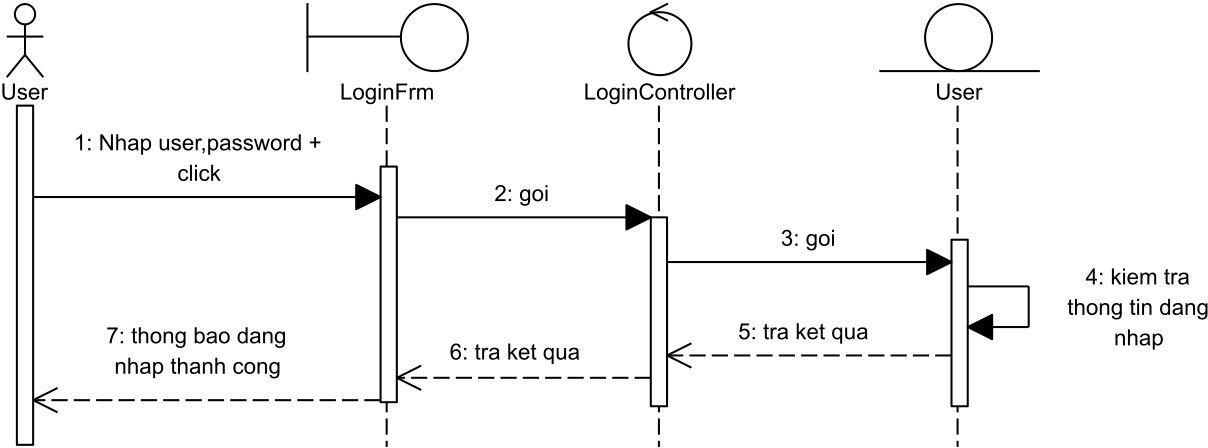 User
LoginFrm
LoginController
User
1: Nhap user,password +
click
2: goi
3: goi
4: kiem tra
thong tin dang
nhap
5: tra ket qua
6: tra ket qua
7: thong bao dang
nhap thanh cong